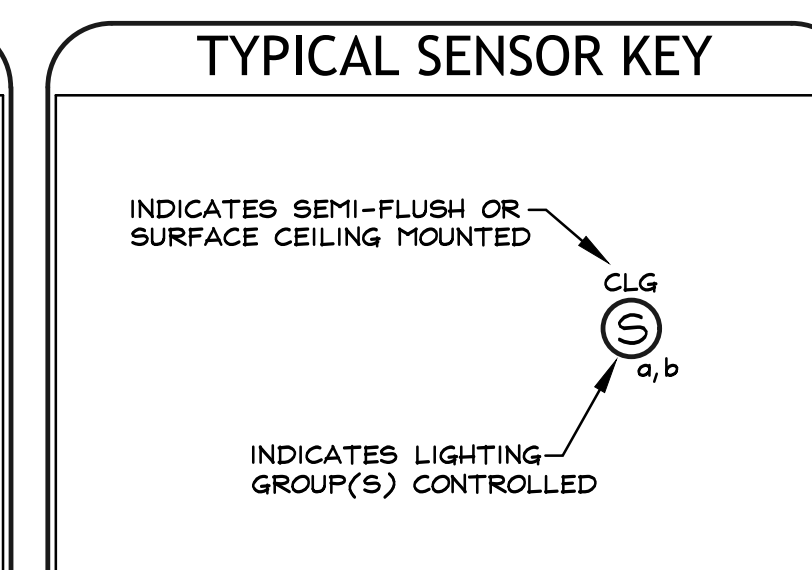 TYPICAL SENSOR KEY
INDICATES SEMI-FLUSH OR
SURFACE CEILING MOUNTED
CLG
S
a,b
INDICATES LIGHTING
GROUP(S) CONTROLLED